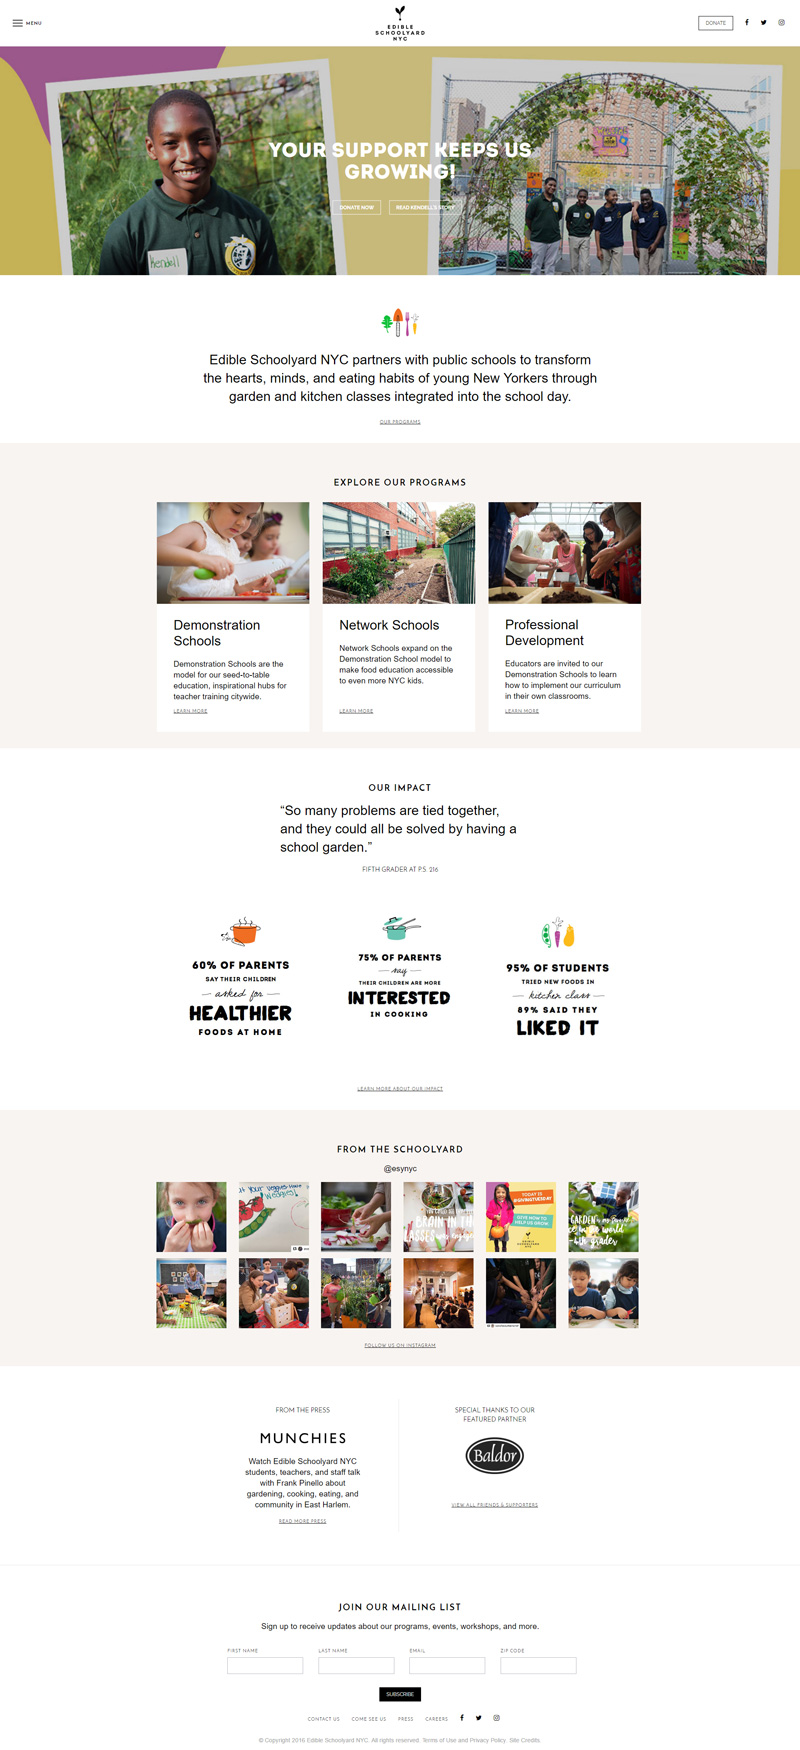 MENU
EDIBLE
SCHOOLYARD
NYC
DONATE
YOUR SUPPORT KEEPS US
GROWING!
DONATE NOW
READ KENDELL'S STORY
Kendell
Edible Schoolyard NYC partners with public schools to transform
the hearts, minds, and eating habits of young New Yorkers through
garden and kitchen classes integrated into the school day.
OUR PROGRAMS
EXPLORE OUR PROGRAMS
Demonstration
Schools
Demonstration Schools are the
model for our seed-to-table
education, inspirational hubs for
teacher training citywide.
LEARN MORE
Network Schools
Network Schools expand on the
Demonstration School model to
make food education accessible
to even more NYC kids.
LEARN MORE
Professional
Development
Educators are invited to our
Demonstration Schools to learn
how to implement our curriculum
in their own classrooms.
LEARN MORE
OUR IMPACT
“So many problems are tied together,
and they could all be solved by having a
school garden.”
FIFTH GRADER AT P.S. 216
60% OF PARENTS
SAY THEIR CHILDREN
asked for
HEALTHIER
FOODS AT HOME
75% OF PARENTS
say
THEIR CHILDREN ARE MORE
INTERESTED
IN COOKING
95% OF STUDENTS
TRIED NEW FOODS IN
kitchen class
89% SAID THEY
LIKED IT
LEARN MORE ABOUT OUR IMPACT
FROM THE SCHOOLYARD
@esynyc
TODAY IS
#GIVINGTUESDAY
GIVE NOW TO
HELP US GROW
EDIBLE
SCHOOLYARD
NYC
FOLLOW US ON INSTAGRAM
FROM THE PRESS
MUNCHIES
Watch Edible Schoolyard NYC
students, teachers, and staff talk
with Frank Pinello about
gardening, cooking, eating, and
community in East Harlem.
READ MORE PRESS
SPECIAL THANKS TO OUR
FEATURED PARTNER
Baldor
VIEW ALL FRIENDS & SUPPORTERS
JOIN OUR MAILING LIST
Sign up to receive updates about our programs, events, workshops, and more.
FIRST NAME
LAST NAME
EMAIL
ZIP CODE
SUBSCRIBE
CONTACT US
COME SEE US
PRESS
CAREERS
© Copyright 2016 Edible Schoolyard NYC. All rights reserved. Terms of Use and Privacy Policy. Site Credits.